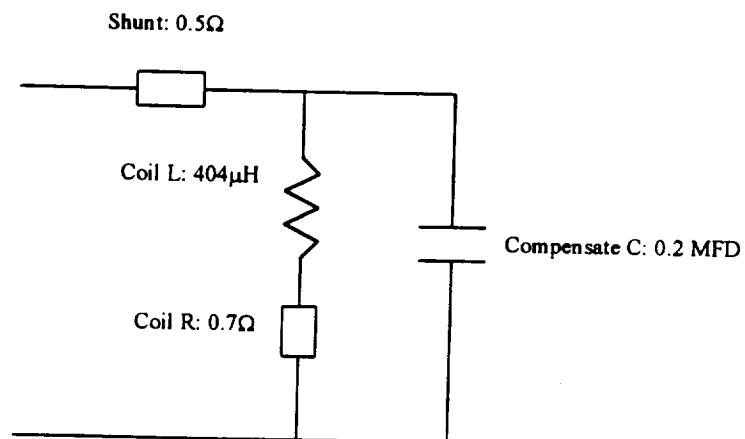 Shunt: 0.5Ω
Coil L: 404μH
Compensate C: 0.2 MFD
Coil R: 0.7Ω